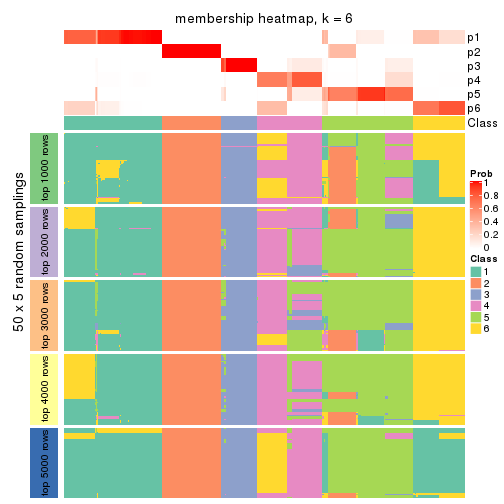 membership heatmap, k = 6
p1
p2
p3
p4
p5
p6
Class
50 x 5 random samplings
top 1000 rows
top 2000 rows
top 3000 rows
top 4000 rows
top 5000 rows
Prob
1
0.8
0.6
0.4
0.2
0
Class
1
2
3
4
5
6